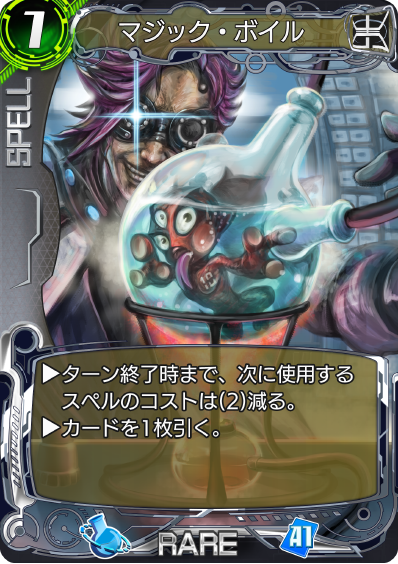 1
マジック・ボイル
SPELL
▶ターン終了時まで、次に使用する
スペルのコストは(2)減る。
▶カードを1枚引く。
RARE
A1